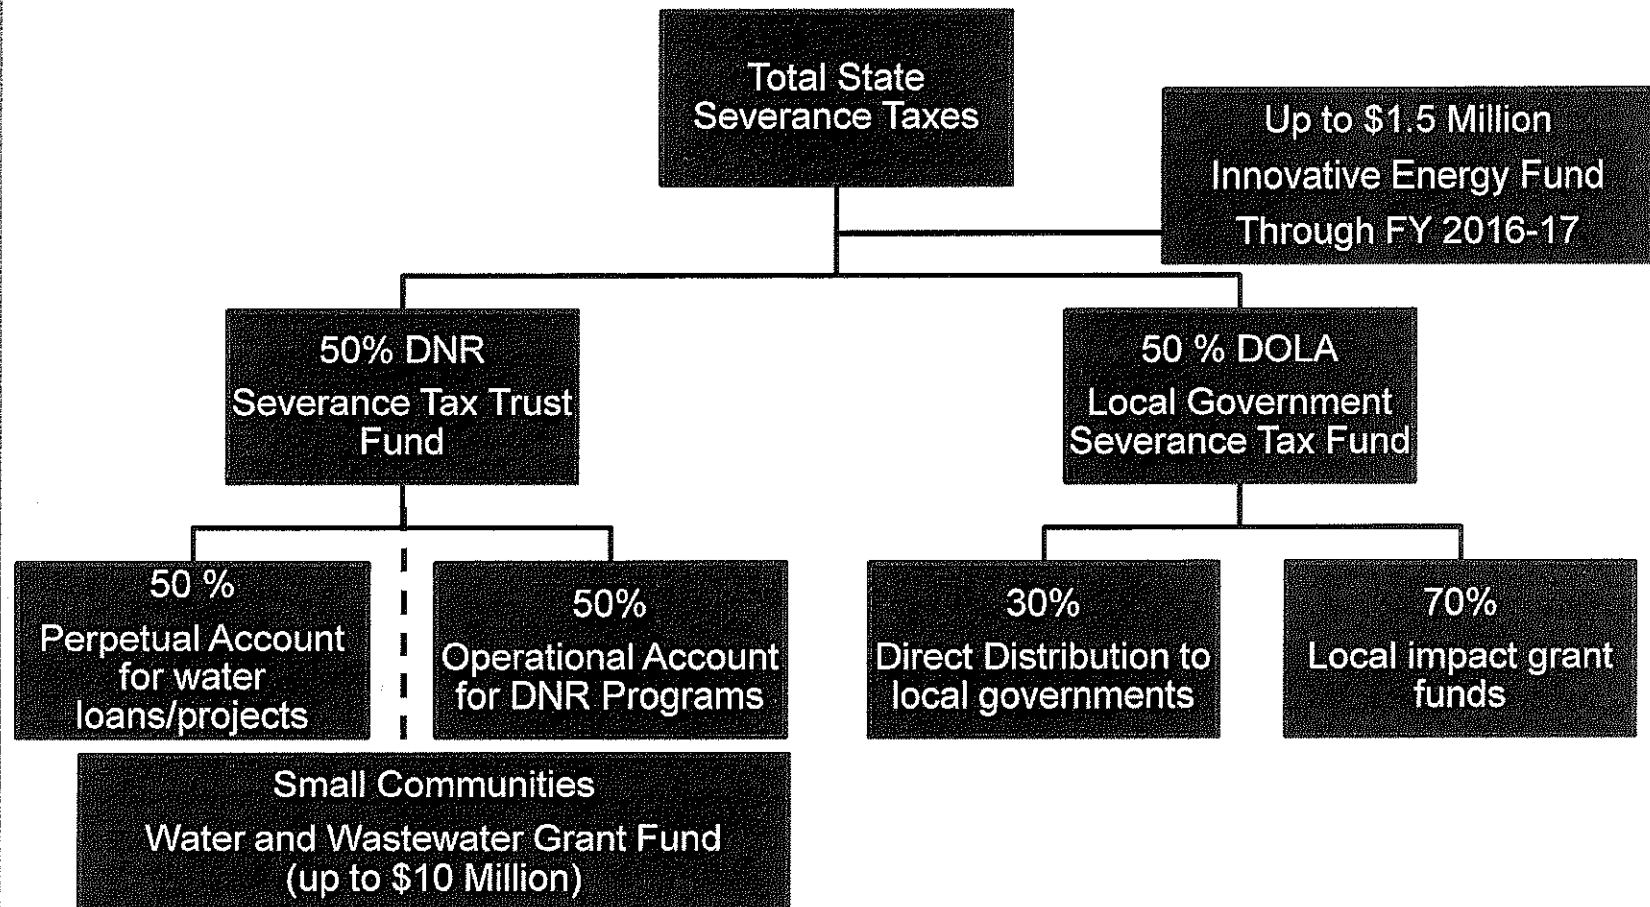 Total State
Severance Taxes
Up to $1.5 Million
Innovative Energy Fund
Through FY 2016-17
50% DNR
Severance Tax Trust
Fund
50 % DOLA
Local Government
Severance Tax Fund
50 %
Perpetual Account
for water
loans/projects
50%
Operational Account
for DNR Programs
30%
Direct Distribution to
local governments
70%
Local impact grant
funds
Small Communities
Water and Wastewater Grant Fund
(up to $10 Million)